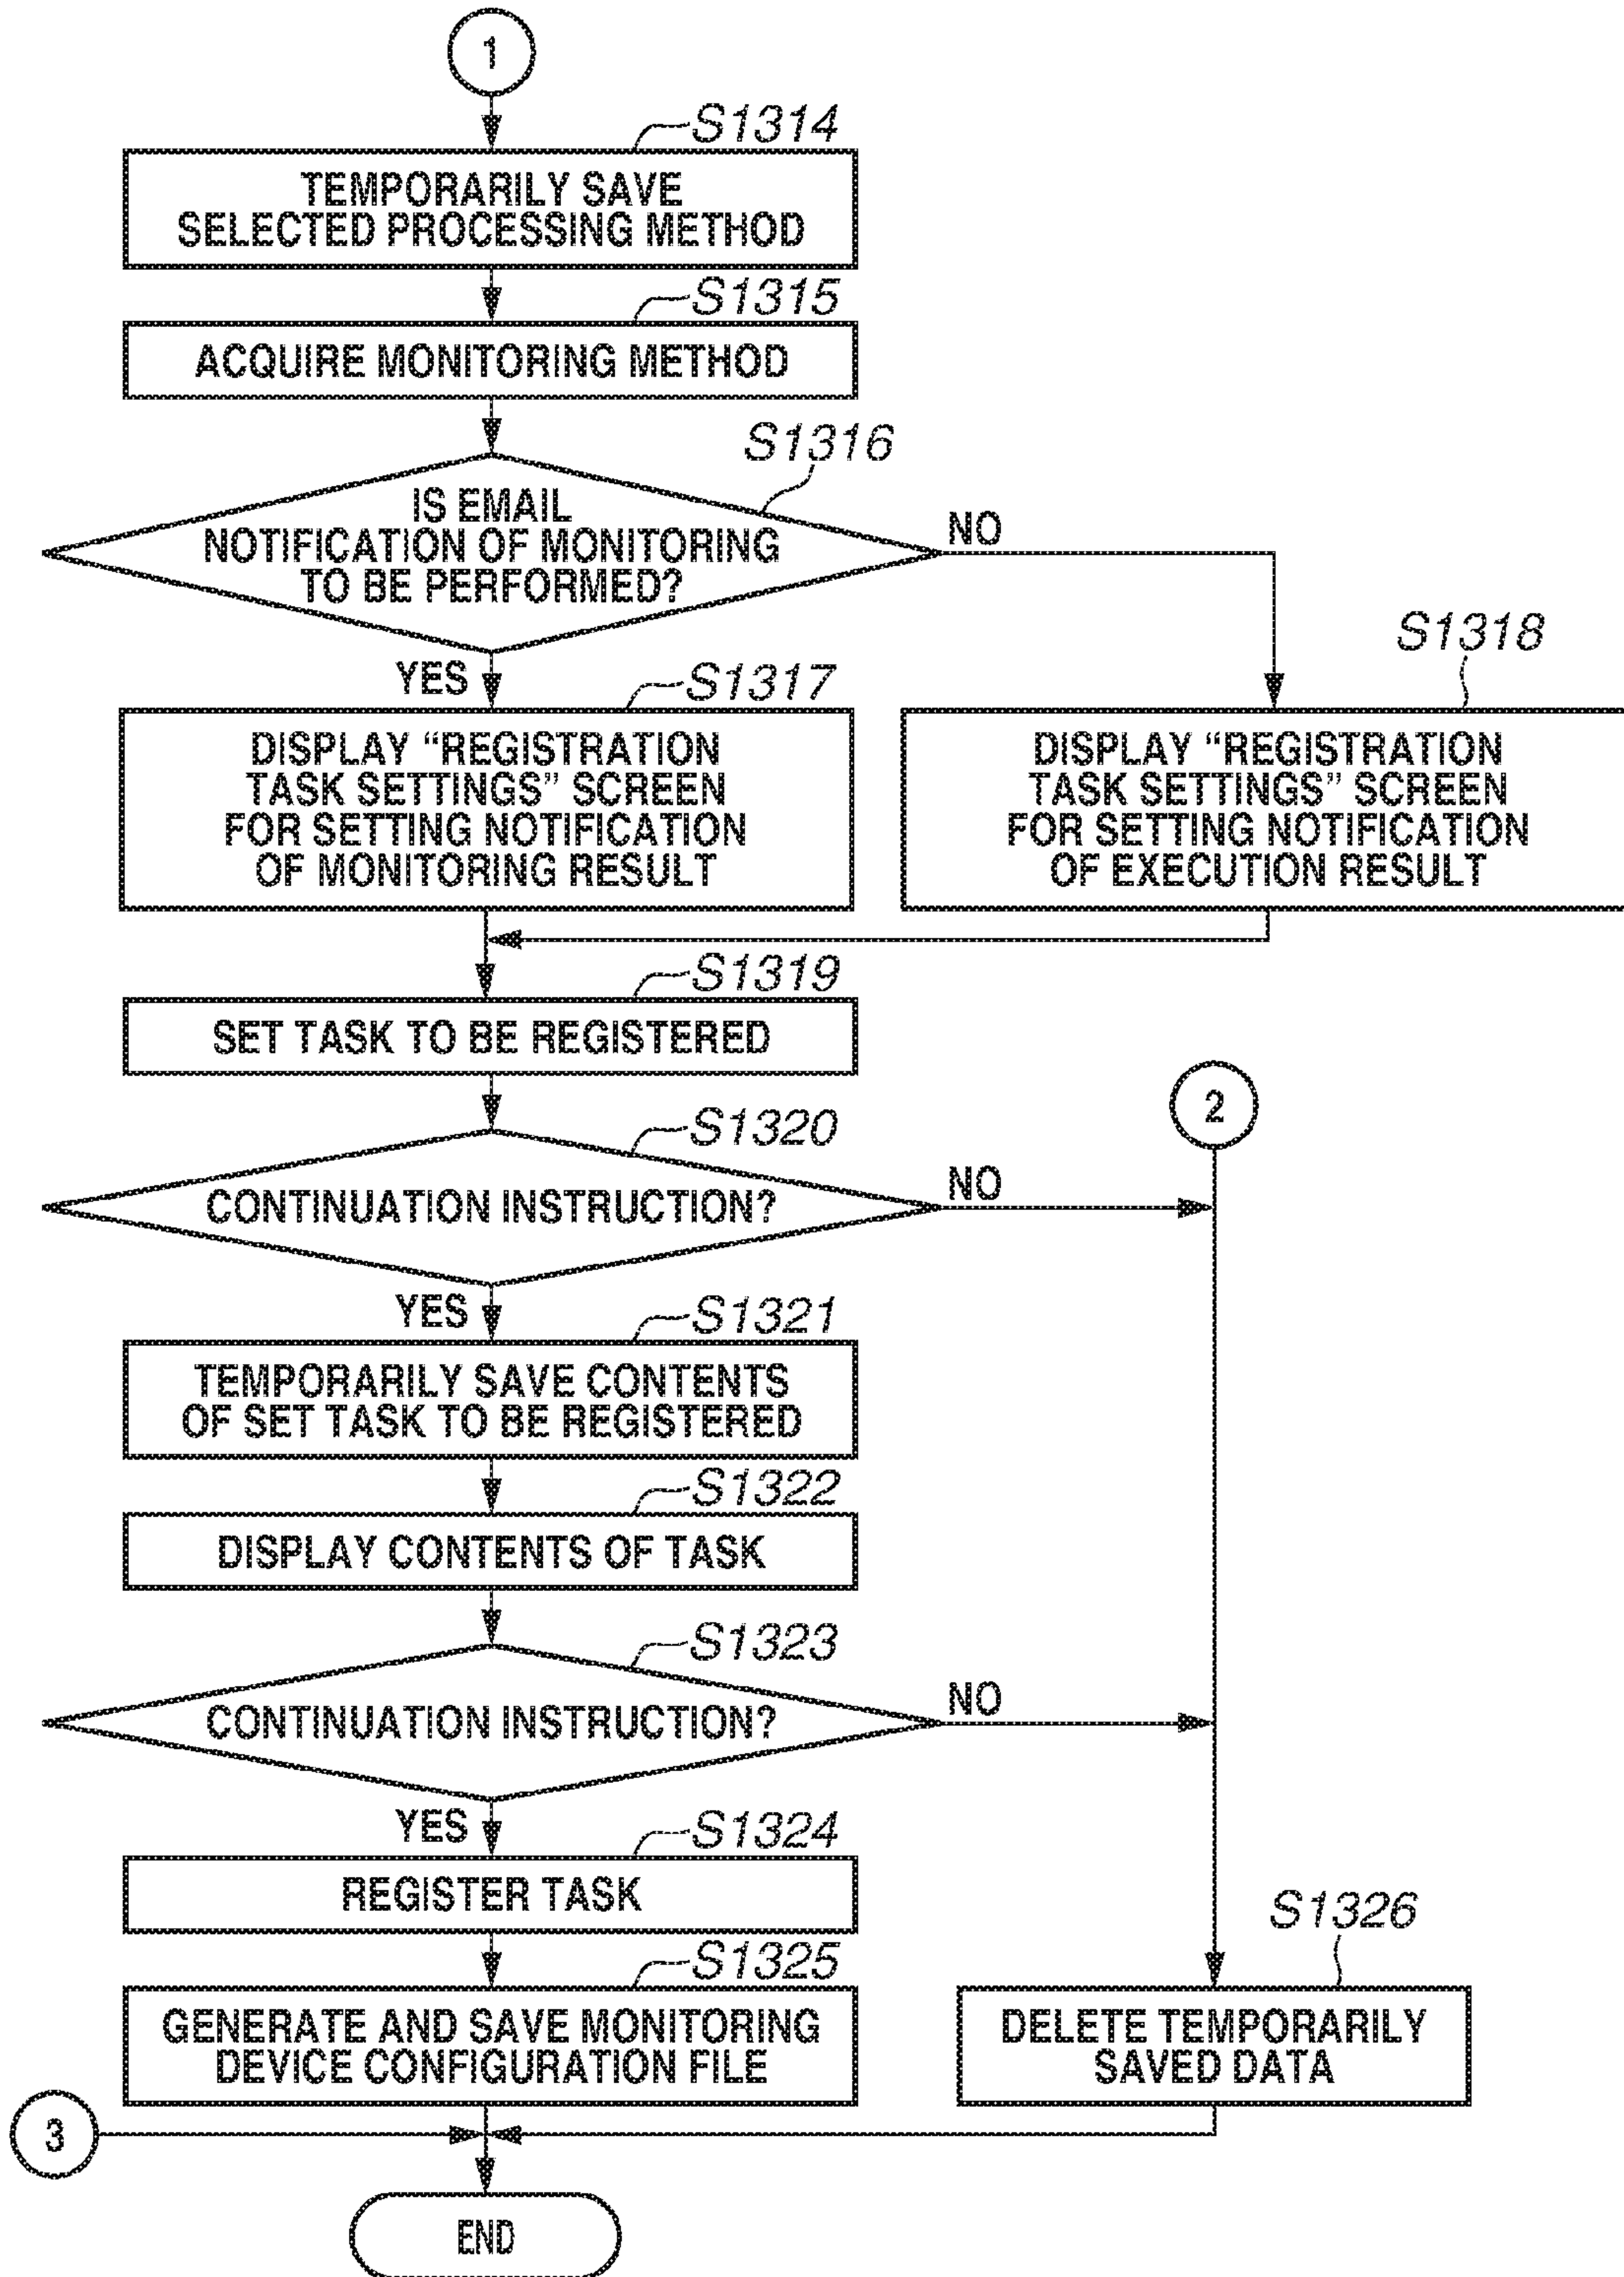 1
S1314
TEMPORARILY SAVE
SELECTED PROCESSING METHOD
S1315
ACQUIRE MONITORING METHOD
S1316
IS EMAIL
NOTIFICATION OF MONITORING
TO BE PERFORMED?
NO
YES
S1317
DISPLAY “REGISTRATION
TASK SETTINGS” SCREEN
FOR SETTING NOTIFICATION
OF MONITORING RESULT
S1318
DISPLAY “REGISTRATION
TASK SETTINGS” SCREEN
FOR SETTING NOTIFICATION
OF EXECUTION RESULT
S1319
SET TASK TO BE REGISTERED
2
S1320
CONTINUATION INSTRUCTION?
NO
YES
S1321
TEMPORARILY SAVE CONTENTS
OF SET TASK TO BE REGISTERED
S1322
DISPLAY CONTENTS OF TASK
S1323
CONTINUATION INSTRUCTION?
NO
YES
S1324
REGISTER TASK
S1325
GENERATE AND SAVE MONITORING
DEVICE CONFIGURATION FILE
S1326
DELETE TEMPORARILY
SAVED DATA
3
END